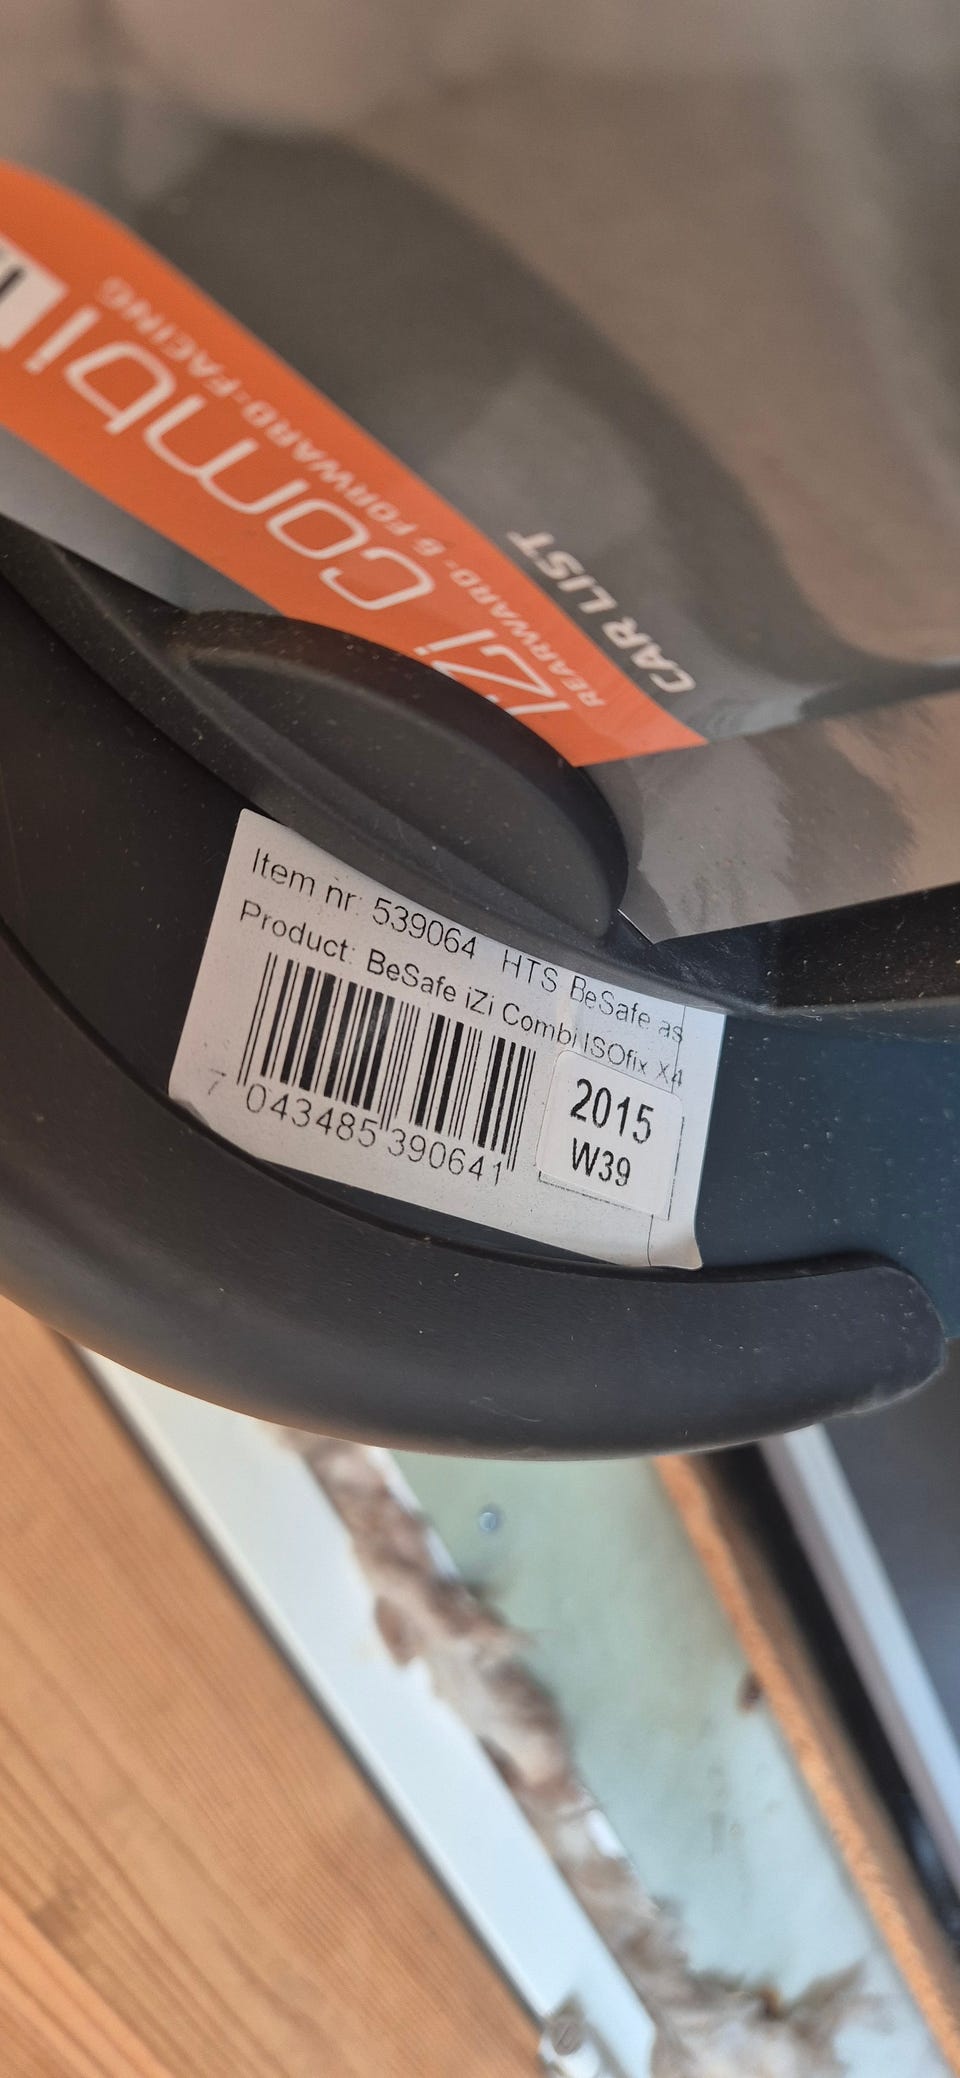 iZi combi
REARWARD- & FORWARD-FACING
CAR LIST
Item nr: 539064 HTS BeSafe as
Product: BeSafe iZi Combi ISOfix X4
7 043485 390641
2015
W39